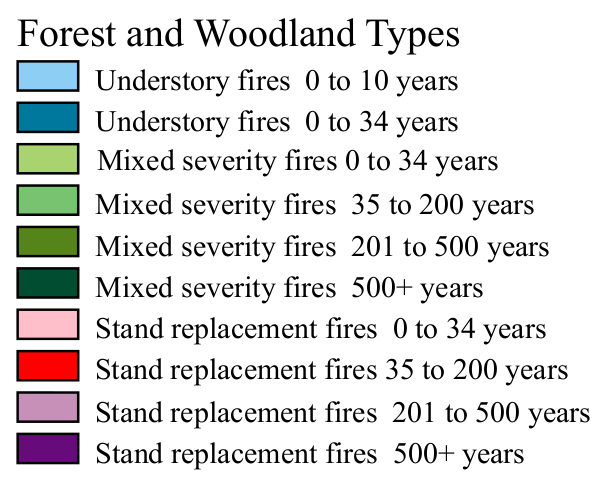 Forest and Woodland Types
Understory fires 0 to 10 years
Understory fires 0 to 34 years
Mixed severity fires 0 to 34 years
Mixed severity fires 35 to 200 years
Mixed severity fires 201 to 500 years
Mixed severity fires 500+ years
Stand replacement fires 0 to 34 years
Stand replacement fires 35 to 200 years
Stand replacement fires 201 to 500 years
Stand replacement fires 500+ years